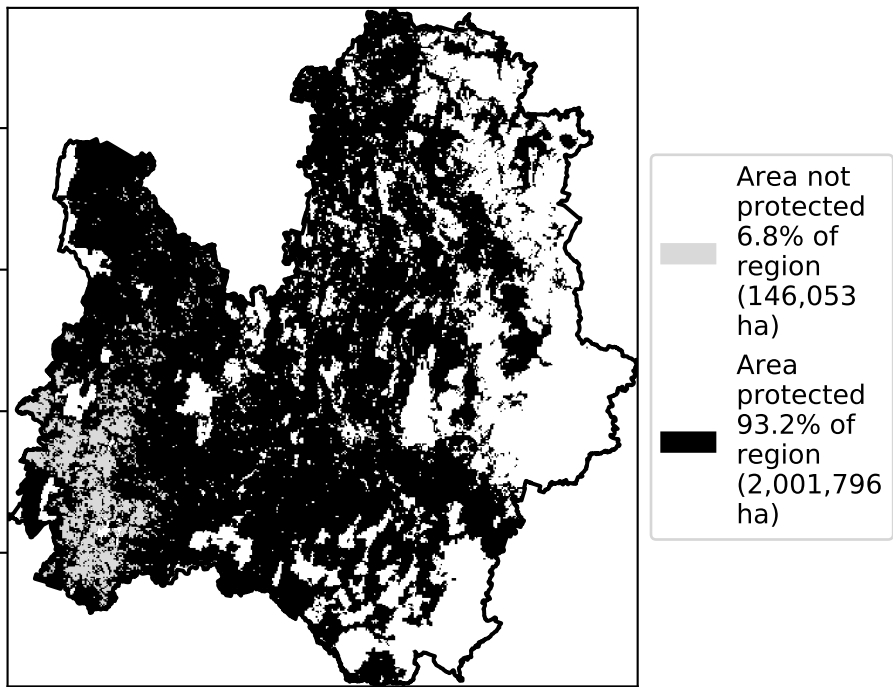 Area not
protected
6.8% of
region
(146,053
ha)
Area
protected
93.2% of
region
(2,001,796
ha)